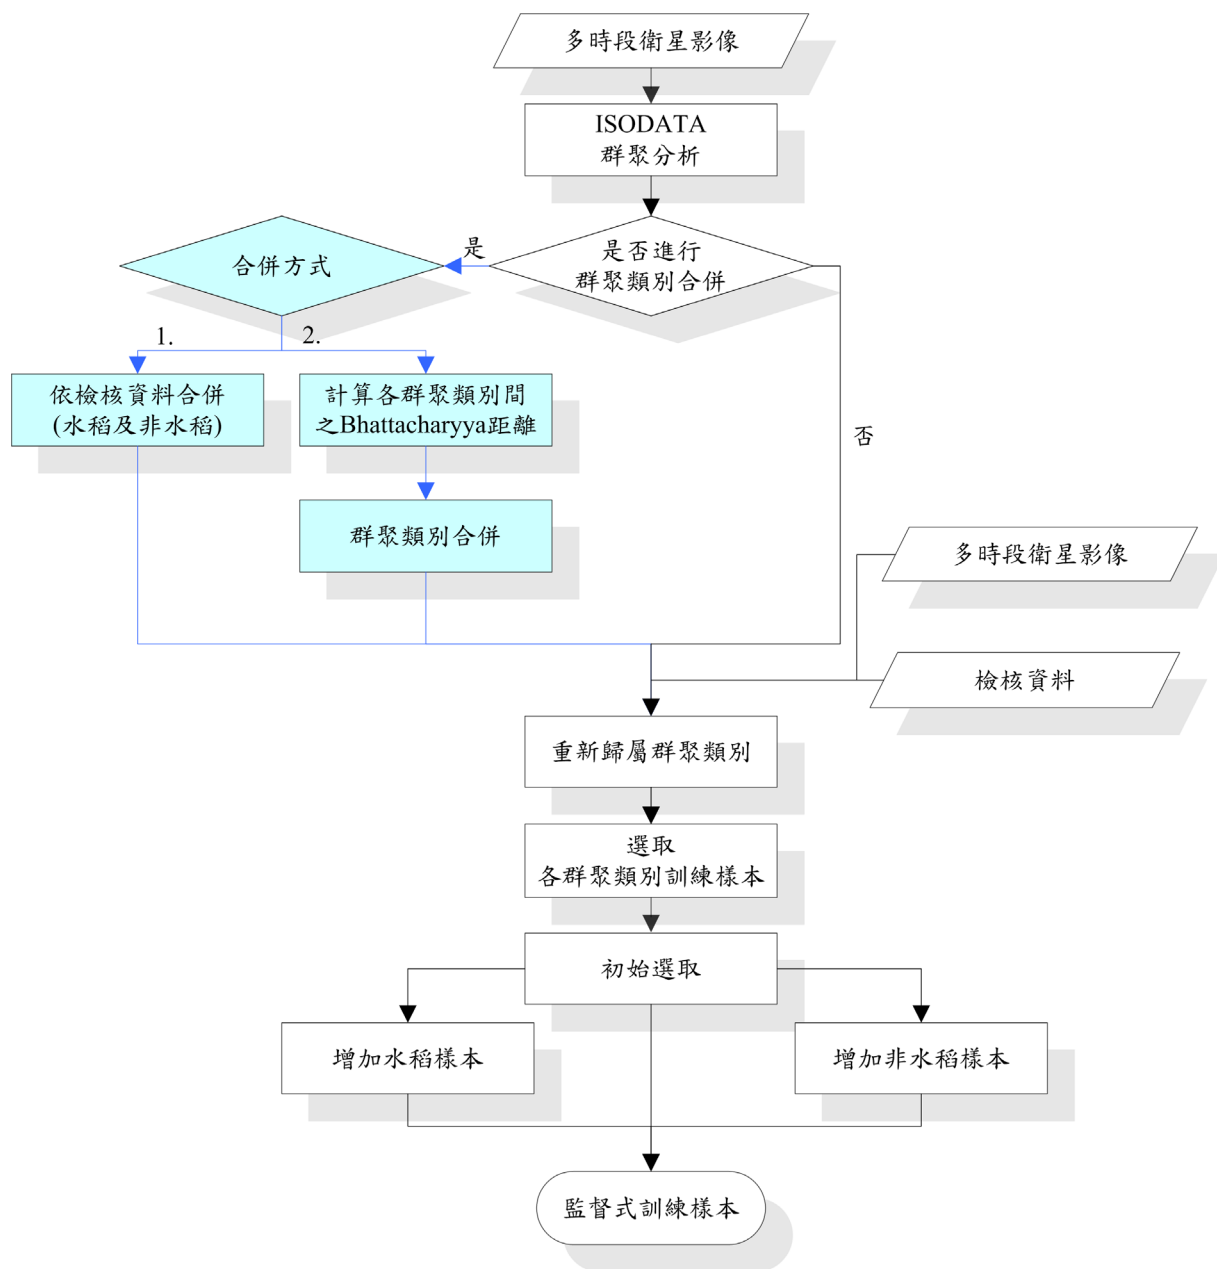 多時段衛星影像
ISODATA
群聚分析
是否進行
群聚類別合併
是
合併方式
1.
2.
依檢核資料合併
(水稻及非水稻)
計算各群聚類別間
之Bhattacharyya距離
否
群聚類別合併
多時段衛星影像
檢核資料
重新歸屬群聚類別
選取
各群聚類別訓練樣本
初始選取
增加水稻樣本
增加非水稻樣本
監督式訓練樣本